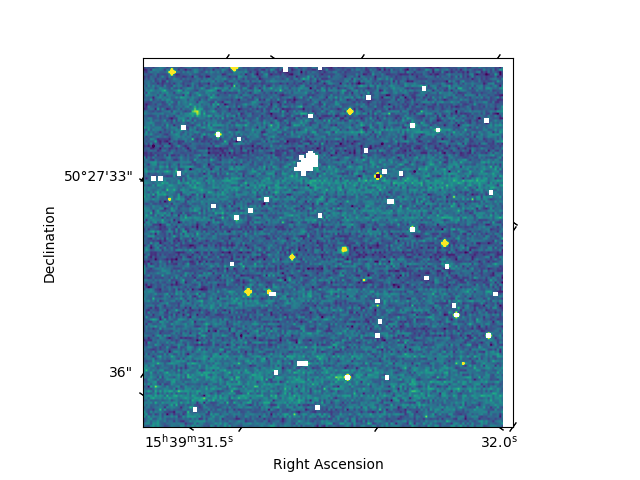 50°27'33"
Declination
36"
15ʰ39ᵐ31.5ˢ
32.0ˢ
Right Ascension